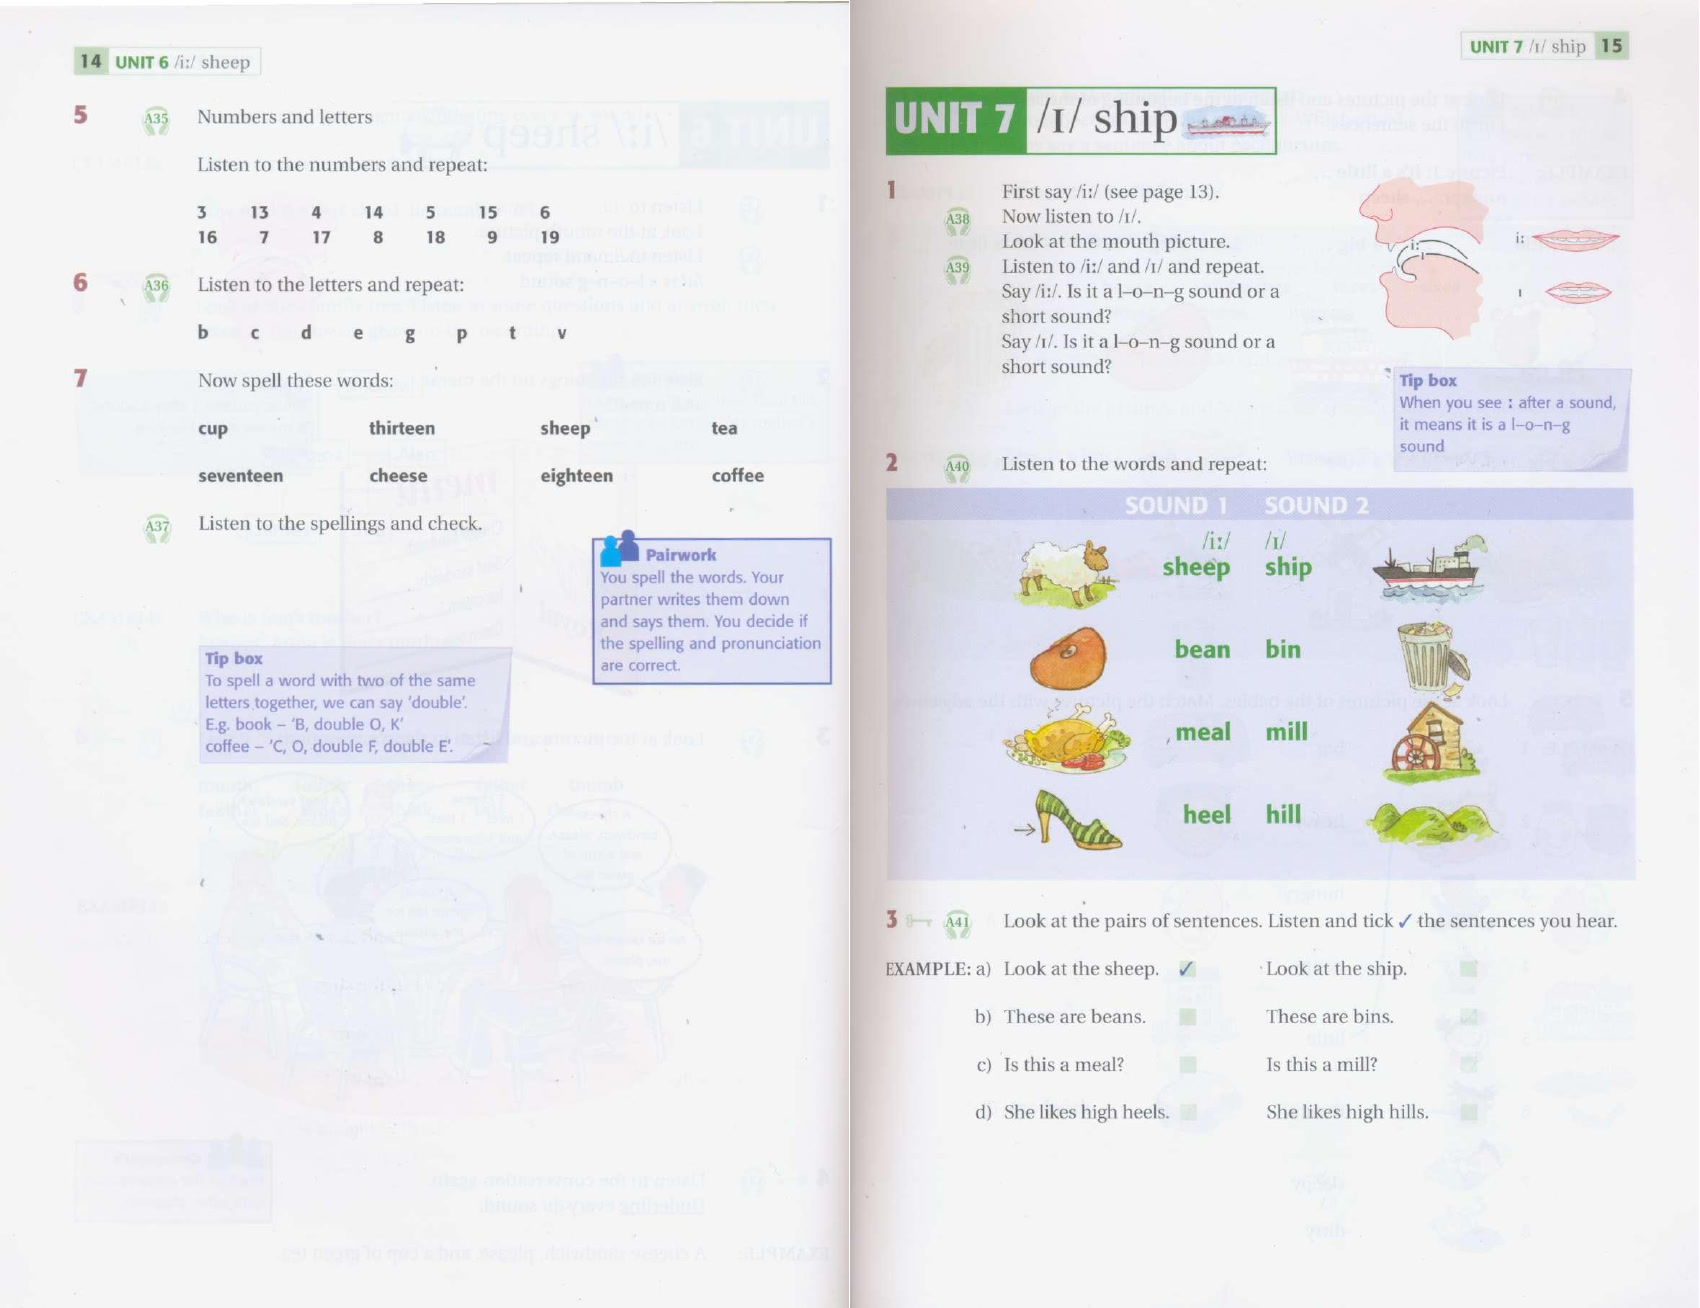 14 UNIT 6 /i:/ sheep
5 A35 Numbers and letters
Listen to the numbers and repeat:
3 13 4 14 5 15 6
16 7 17 8 18 9 19
6 A36 Listen to the letters and repeat:
b c d e g p t v
7 Now spell these words:
cup thirteen sheep tea
seventeen cheese eighteen coffee
A37 Listen to the spellings and check.
Pairwork
You spell the words. Your
partner writes them down
and says them. You decide if
the spelling and pronunciation
are correct.
Tip box
To spell a word with two of the same
letters together, we can say 'double'.
E.g. book – 'B, double O, K'
coffee – 'C, O, double F, double E'.
UNIT 7 /ɪ/ ship 15
UNIT 7 /ɪ/ ship
1 First say /i:/ (see page 13).
A38 Now listen to /ɪ/.
Look at the mouth picture.
A39 Listen to /i:/ and /ɪ/ and repeat.
Say /i:/. Is it a l–o–n–g sound or a
short sound?
Say /ɪ/. Is it a l–o–n–g sound or a
short sound?
i:
ɪ
i:
ɪ
Tip box
When you see : after a sound,
it means it is a l–o–n–g
sound
2 A40 Listen to the words and repeat:
SOUND 1 SOUND 2
/i:/ /ɪ/
sheep ship
bean bin
meal mill
heel hill
3 A41 Look at the pairs of sentences. Listen and tick ✓ the sentences you hear.
EXAMPLE: a) Look at the sheep. ✓ Look at the ship.
b) These are beans. These are bins.
c) Is this a meal? Is this a mill?
d) She likes high heels. She likes high hills.